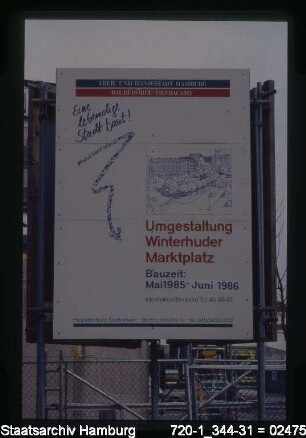 FREIE UND HANSESTADT HAMBURG
BAUBEHÖRDE-TIEFBAUAMT
Eine
lebendige
Stadt baut!
Umgestaltung
Winterhuder
Marktplatz
Bauzeit:
Mai 1985 - Juni 1986
Staatsarchiv Hamburg 720-1_344-31 = 02475